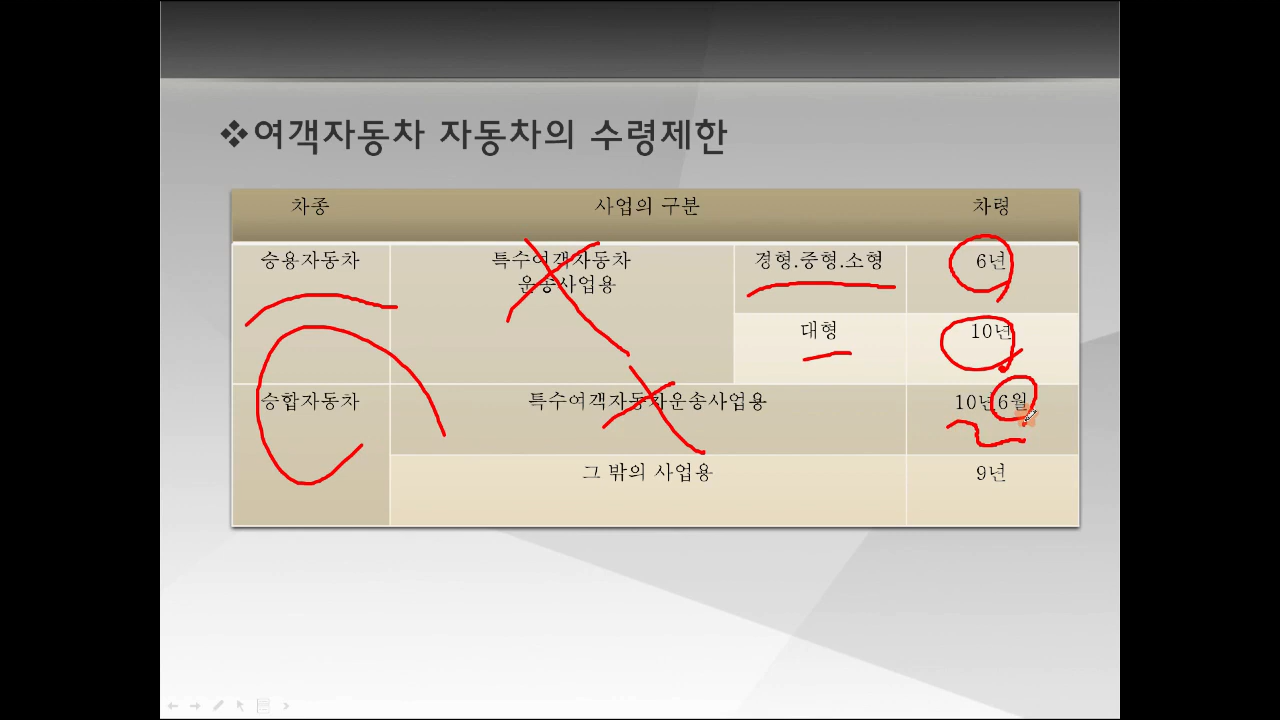 ❖여객자동차 자동차의 수령제한
차종 사업의 구분 차령
승용자동차 특수여객자동차 경형.중형.소형 6년
운송사업용
대형 10년
승합자동차 특수여객자동차운송사업용 10년6월
그 밖의 사업용 9년